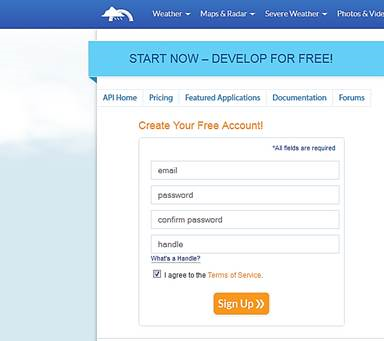 Weather Maps & Radar Severe Weather Photos & Vide
START NOW – DEVELOP FOR FREE!
API Home Pricing Featured Applications Documentation Forums
Create Your Free Account!
*All fields are required
email
password
confirm password
handle
What's a Handle?
I agree to the Terms of Service.
Sign Up